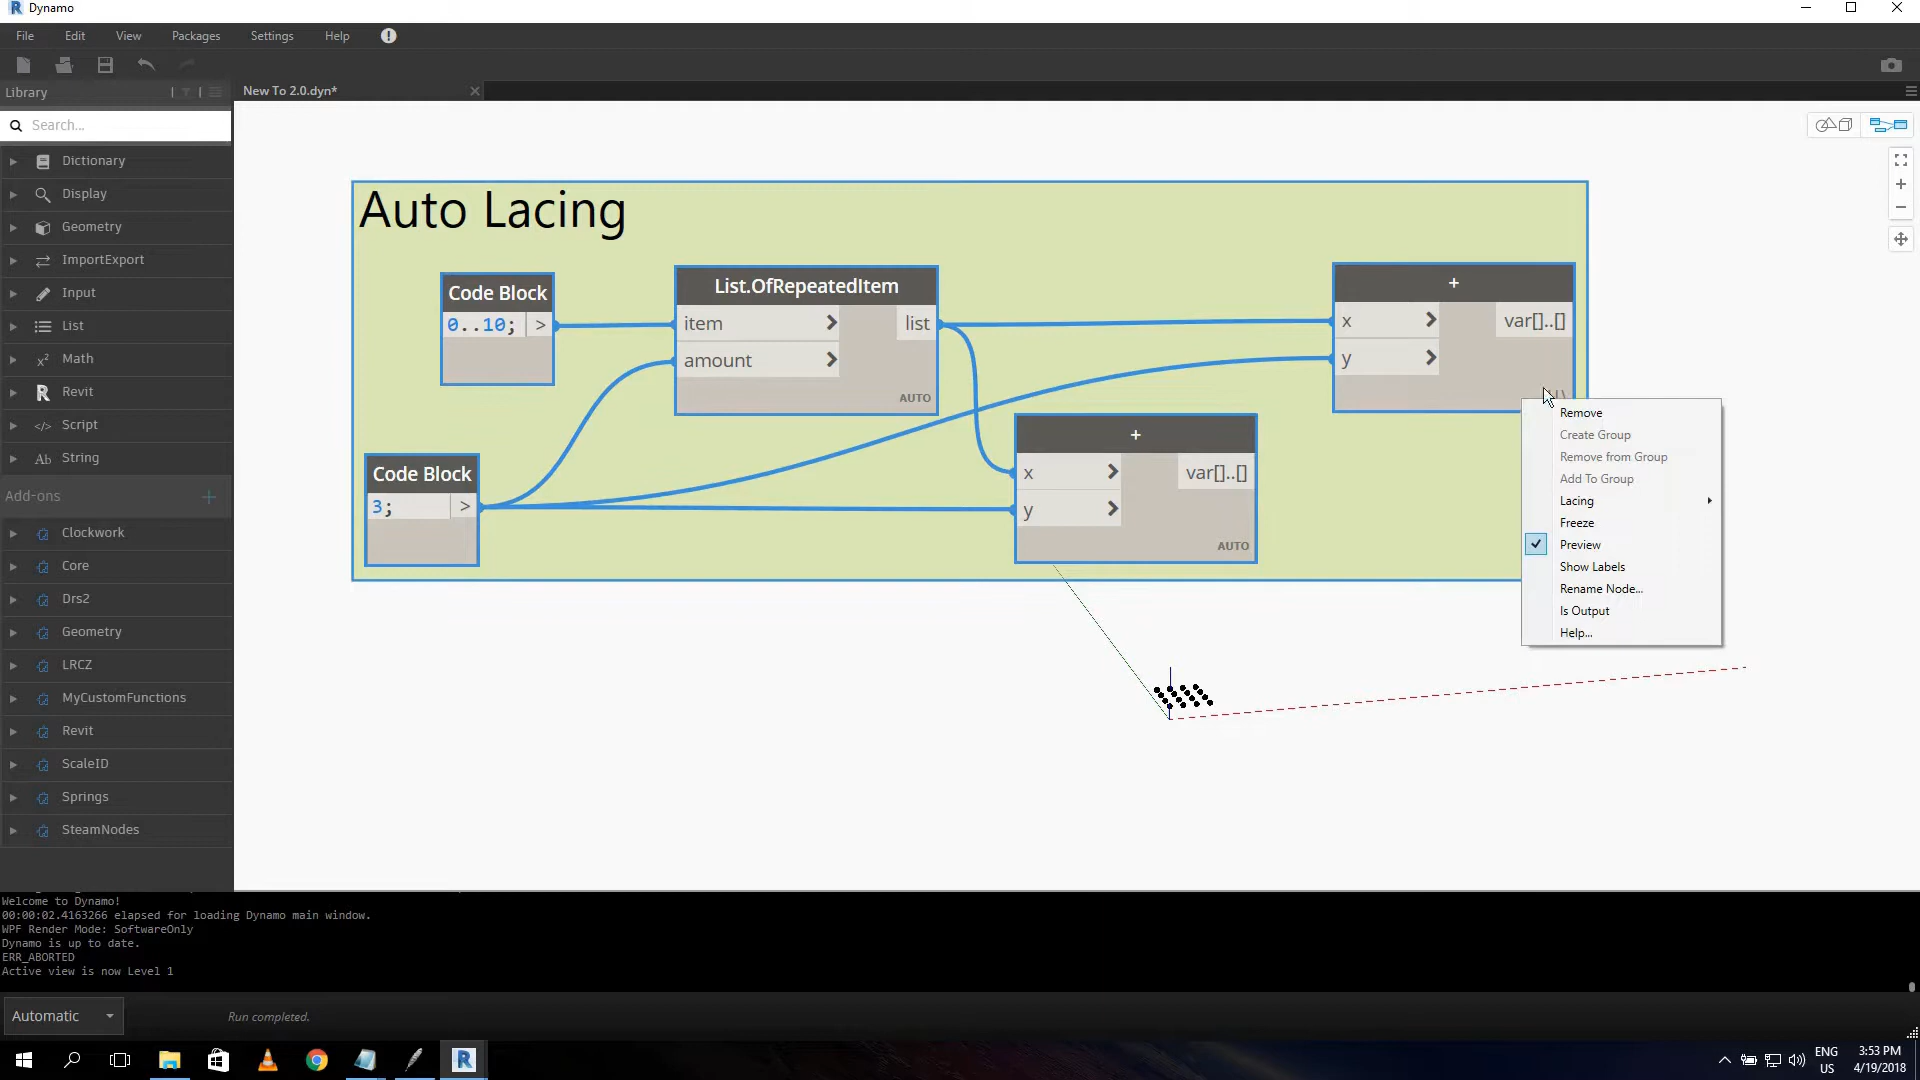 Dynamo
File Edit View Packages Settings Help
Library
New To 2.0.dyn*
Search...
Dictionary
Display
Geometry
ImportExport
Input
List
Math
Revit
Script
String
Add-ons
Clockwork
Core
Drs2
Geometry
LRCZ
MyCustomFunctions
Revit
ScaleID
Springs
SteamNodes
Auto Lacing
Code Block
0..10; >
List.OfRepeatedItem
item > list
amount >
AUTO
+
x > var[]..[]
y >
Code Block
3; >
+
x > var[]..[]
y >
AUTO
Remove
Create Group
Remove from Group
Add To Group
Lacing
Freeze
Preview
Show Labels
Rename Node...
Is Output
Help...
Welcome to Dynamo!
00:00:02.4163266 elapsed for loading Dynamo main window.
WPF Render Mode: SoftwareOnly
Dynamo is up to date.
ERR_ABORTED
Active view is now Level 1
Automatic
Run completed.
ENG
US
3:53 PM
4/19/2018